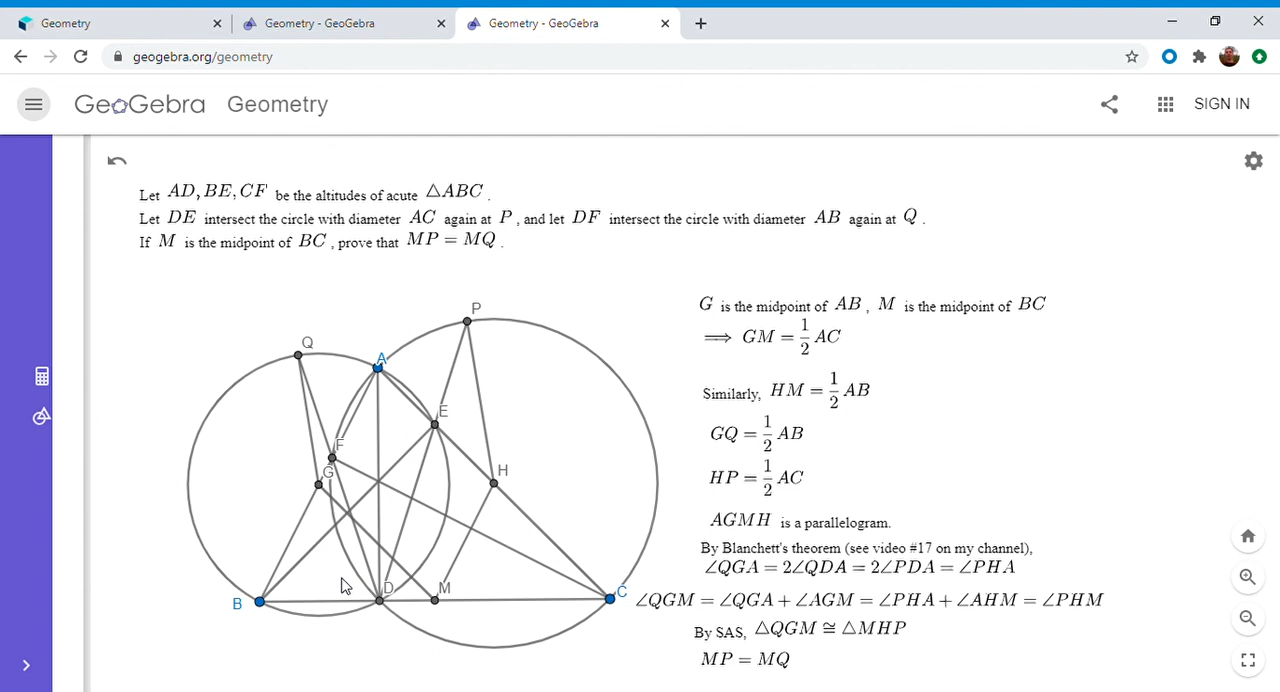 Geometry
Geometry - GeoGebra
Geometry - GeoGebra
geogebra.org/geometry
GeoGebra Geometry
SIGN IN
Let AD, BE, CF be the altitudes of acute △ABC .
Let DE intersect the circle with diameter AC again at P , and let DF intersect the circle with diameter AB again at Q .
If M is the midpoint of BC , prove that MP = MQ .
P
Q
A
E
F
G
H
B
D
M
C
G is the midpoint of AB , M is the midpoint of BC
⟹ GM = 1/2 AC
Similarly, HM = 1/2 AB
GQ = 1/2 AB
HP = 1/2 AC
AGMH is a parallelogram.
By Blanchett's theorem (see video #17 on my channel),
∠QGA = 2∠QDA = 2∠PDA = ∠PHA
∠QGM = ∠QGA + ∠AGM = ∠PHA + ∠AHM = ∠PHM
By SAS, △QGM ≅ △MHP
MP = MQ